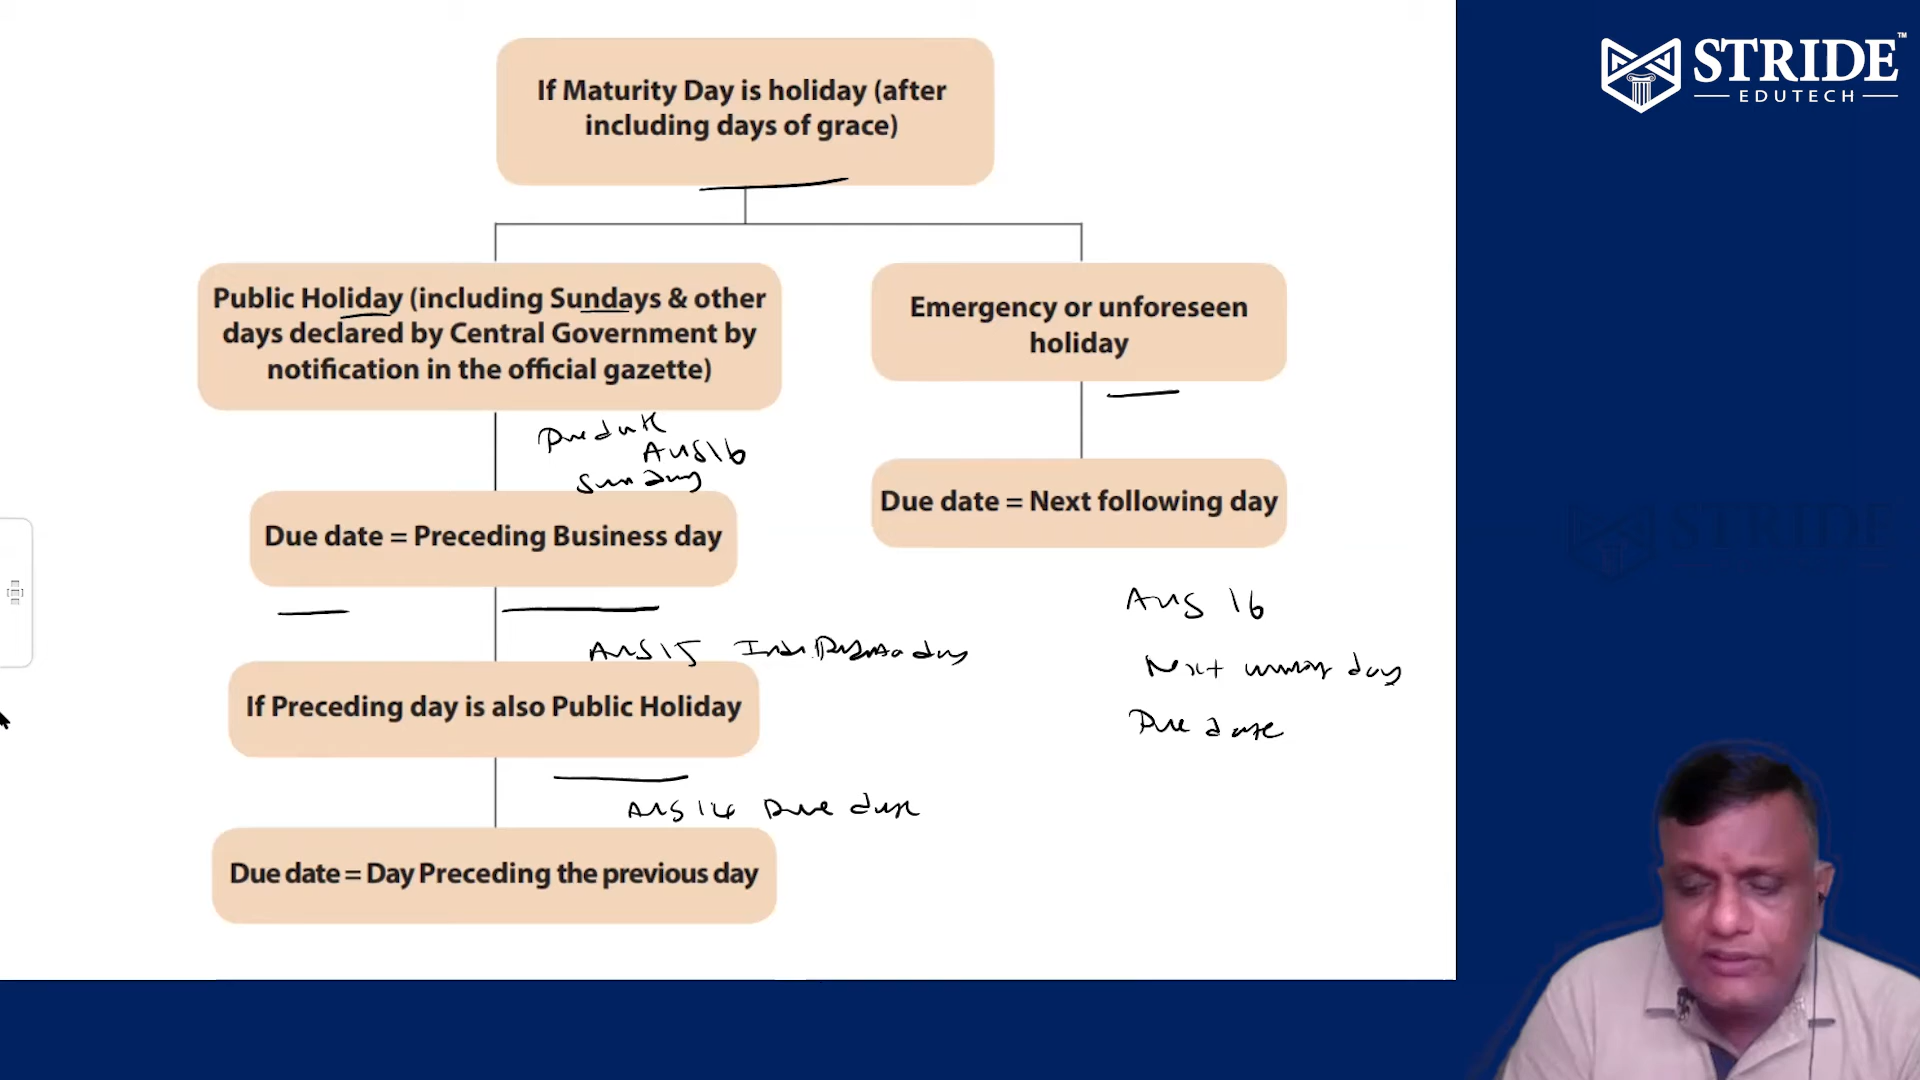 STRIDE
EDUTECH
TM
If Maturity Day is holiday (after
including days of grace)
Public Holiday (including Sundays & other
days declared by Central Government by
notification in the official gazette)
Emergency or unforeseen
holiday
Due date
Aug 16
Sunday
Due date = Preceding Business day
Due date = Next following day
Aug 16
Aug 15 Independence day
Next working day
If Preceding day is also Public Holiday
Due date
Aug 14 Due date
Due date = Day Preceding the previous day